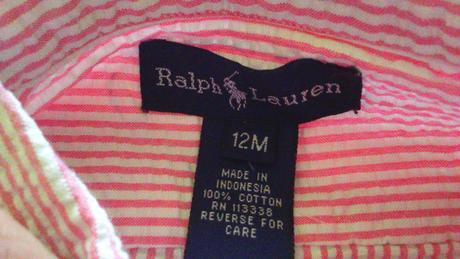 Ralph Lauren
12M
MADE IN
INDONESIA
100% COTTON
RN 113338
REVERSE FOR
CARE